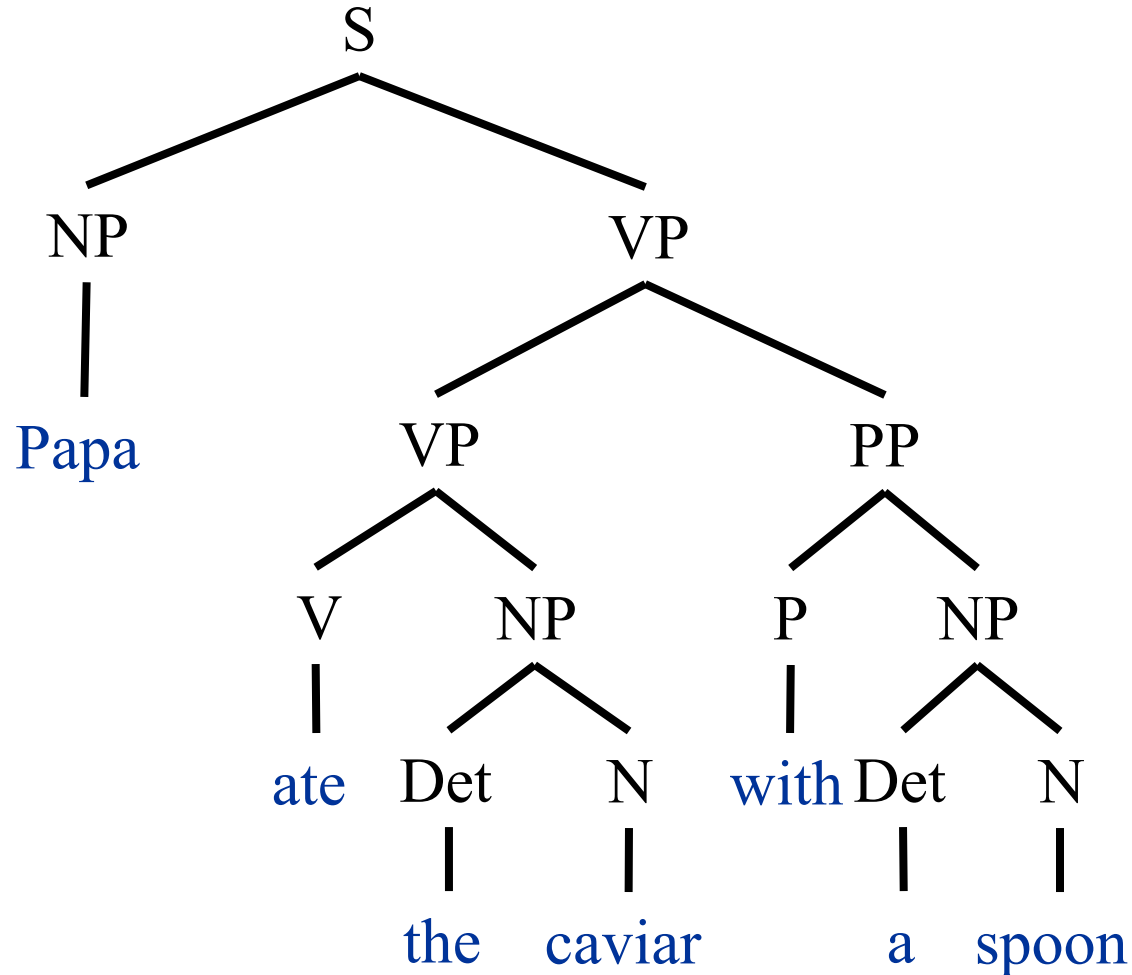 S
NP VP
Papa VP PP
V NP P NP
ate Det N with Det N
the caviar a spoon